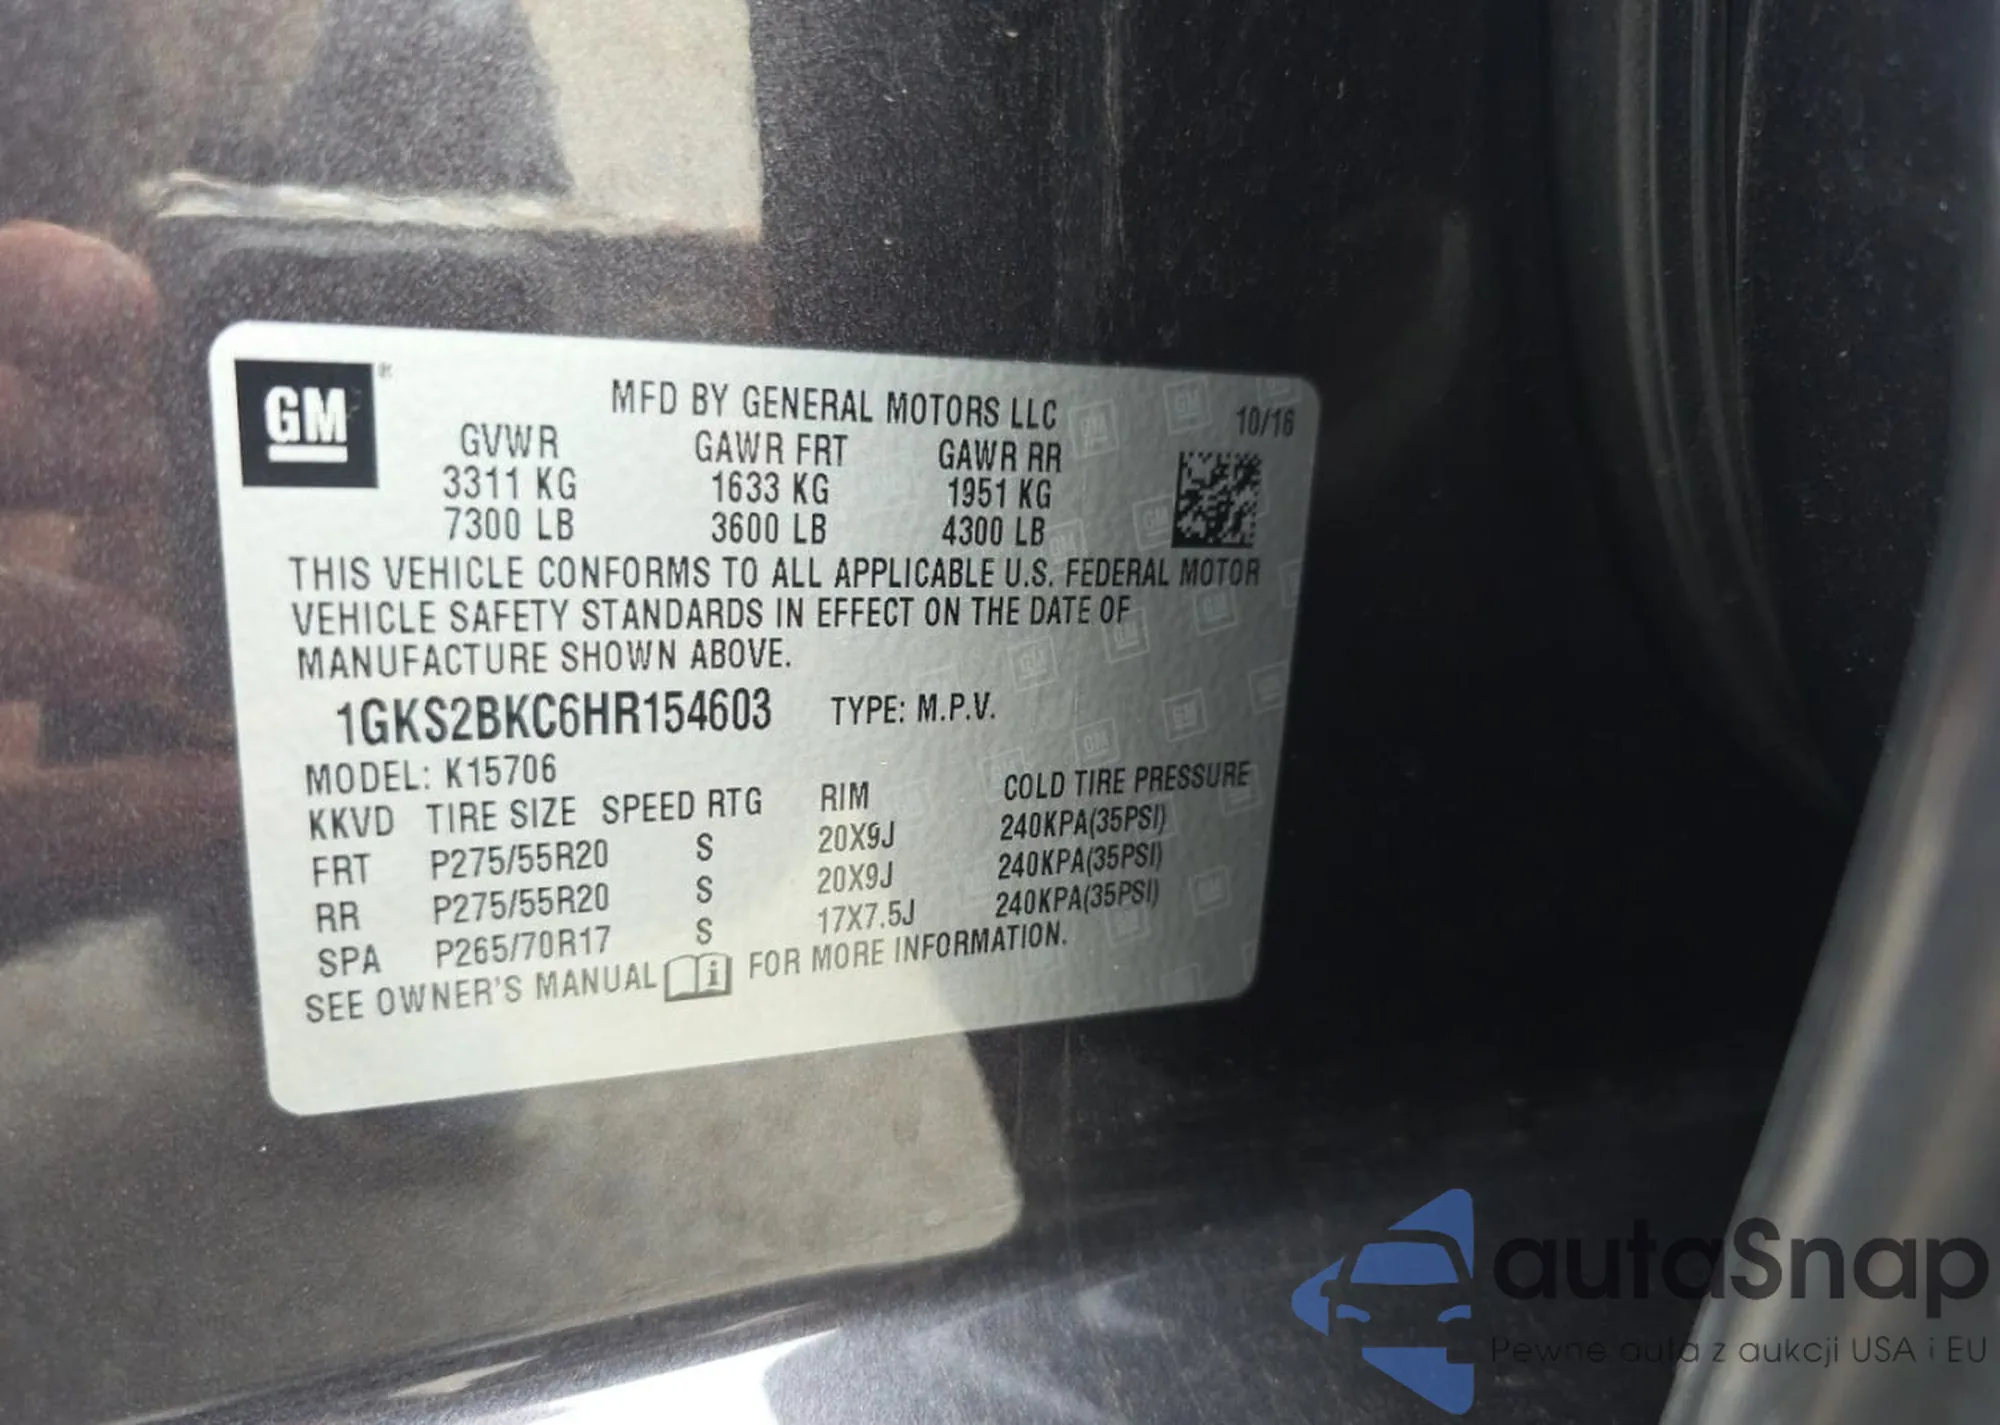 GM
MFD BY GENERAL MOTORS LLC
10/16
GVWR GAWR FRT GAWR RR
3311 KG 1633 KG 1951 KG
7300 LB 3600 LB 4300 LB
THIS VEHICLE CONFORMS TO ALL APPLICABLE U.S. FEDERAL MOTOR
VEHICLE SAFETY STANDARDS IN EFFECT ON THE DATE OF
MANUFACTURE SHOWN ABOVE.
1GKS2BKC6HR154603 TYPE: M.P.V.
MODEL: K15706
KKVD TIRE SIZE SPEED RTG RIM COLD TIRE PRESSURE
FRT P275/55R20 S 20X9J 240KPA(35PSI)
RR P275/55R20 S 20X9J 240KPA(35PSI)
SPA P265/70R17 S 17X7.5J 240KPA(35PSI)
SEE OWNER'S MANUAL FOR MORE INFORMATION.
autaSnap
Pewne auta z aukcji USA i EU